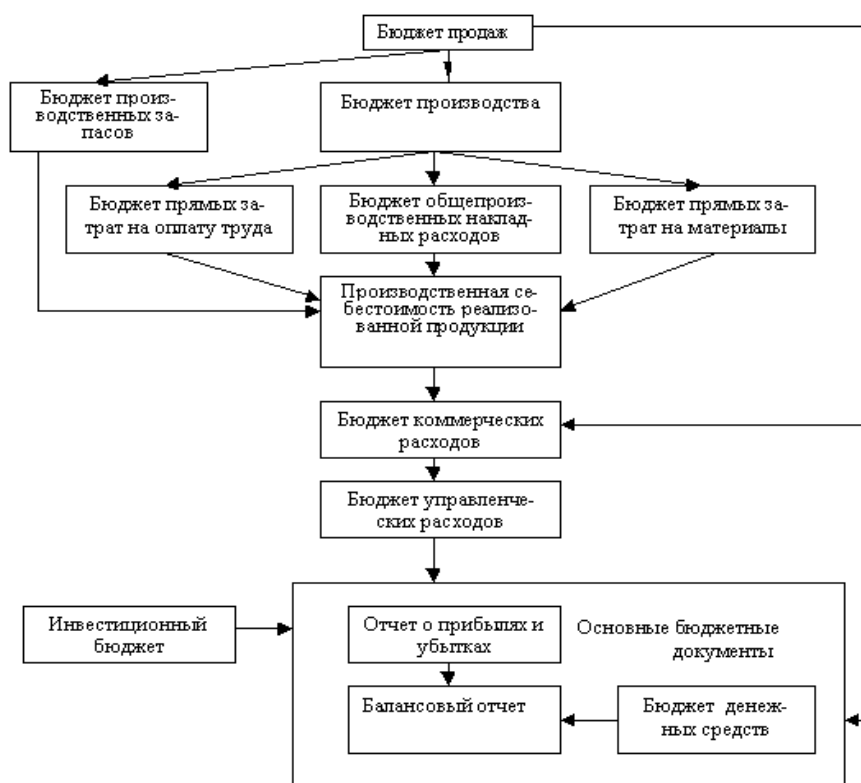 Бюджет продаж
Бюджет произ-
водственных за-
пасов
Бюджет производства
Бюджет прямых за-
трат на оплату труда
Бюджет общепроиз-
водственных наклад-
ных расходов
Бюджет прямых за-
трат на материалы
Производственная се-
бестоимость реализо-
ванной продукции
Бюджет коммерческих
расходов
Бюджет управленче-
ских расходов
Инвестиционный
бюджет
Отчет о прибылях и
убытках
Основные бюджетные
документы
Балансовый отчет
Бюджет денеж-
ных средств